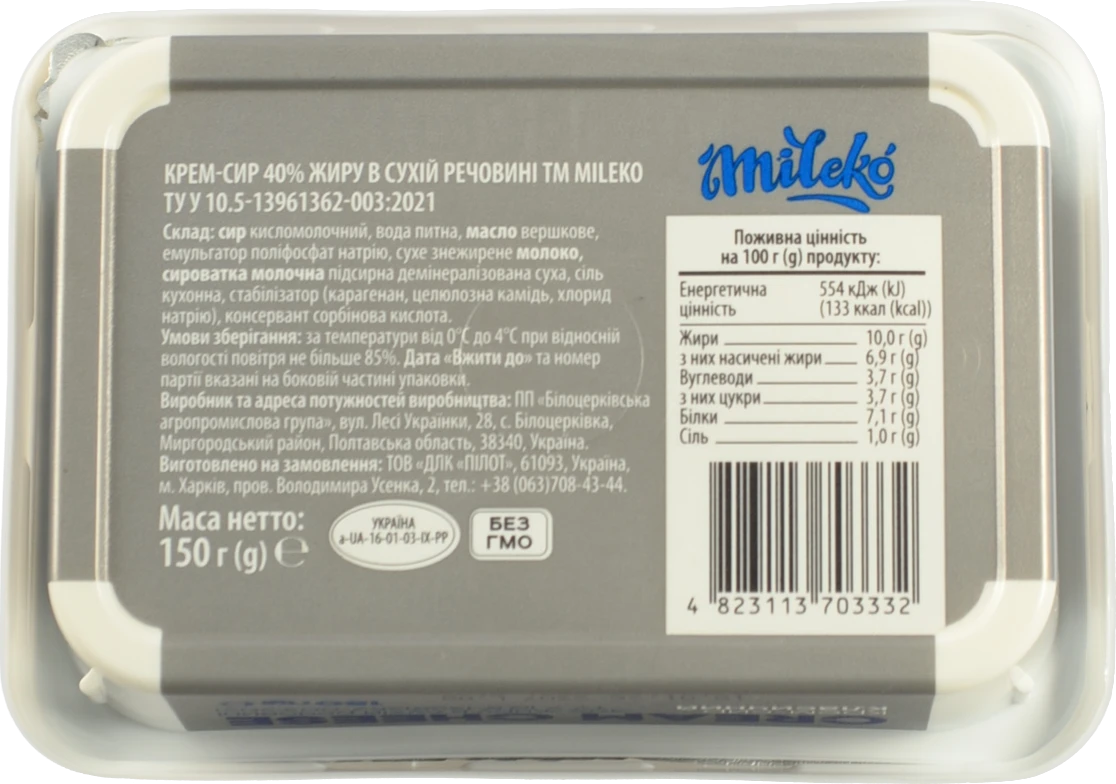 КРЕМ-СИР 40% ЖИРУ В СУХІЙ РЕЧОВИНІ ТМ MILEKO
ТУ У 10.5-13961362-003:2021
Склад: сир кисломолочний, вода питна, масло вершкове,
емульгатор поліфосфат натрію, сухе знежирене молоко,
сироватка молочна підсирна демінералізована суха, сіль
кухонна, стабілізатор (карагенан, целюлозна камідь, хлорид
натрію), консервант сорбінова кислота.
Умови зберігання: за температури від 0°C до 4°C при відносній
вологості повітря не більше 85%. Дата «Вжити до» та номер
партії вказані на боковій частині упаковки.
Виробник та адреса потужностей виробництва: ПП «Білоцерківська
агропромислова група», вул. Лесі Українки, 28, с. Білоцерківка,
Миргородський район, Полтавська область, 38340, Україна.
Виготовлено на замовлення: ТОВ «ДЛК «ПІЛОТ», 61093, Україна,
м. Харків, пров. Володимира Усенка, 2, тел.: +38 (063)708-43-44.
Маса нетто:
150 г (g) ℮
УКРАЇНА
a-UA-16-01-03-IX-PP
БЕЗ
ГМО
Mileko
Поживна цінність
на 100 г (g) продукту:
Енергетична цінність 554 кДж (kJ)
(133 ккал (kcal))
Жири 10,0 г (g)
з них насичені жири 6,9 г (g)
Вуглеводи 3,7 г (g)
з них цукри 3,7 г (g)
Білки 7,1 г (g)
Сіль 1,0 г (g)
4 823113 703332
CREAM CHEESE